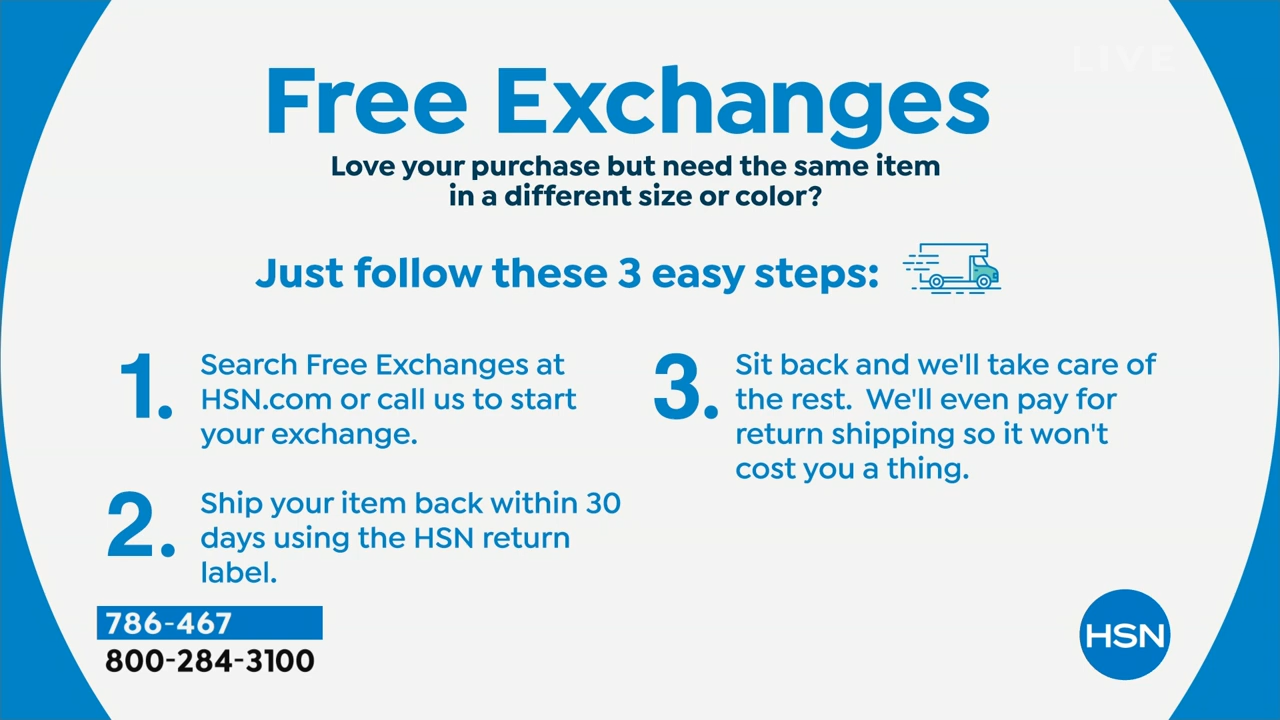 LIVE
Free Exchanges
Love your purchase but need the same item
in a different size or color?
Just follow these 3 easy steps:
1. Search Free Exchanges at
HSN.com or call us to start
your exchange.
2. Ship your item back within 30
days using the HSN return
label.
3. Sit back and we'll take care of
the rest.  We'll even pay for
return shipping so it won't
cost you a thing.
786-467
800-284-3100
HSN